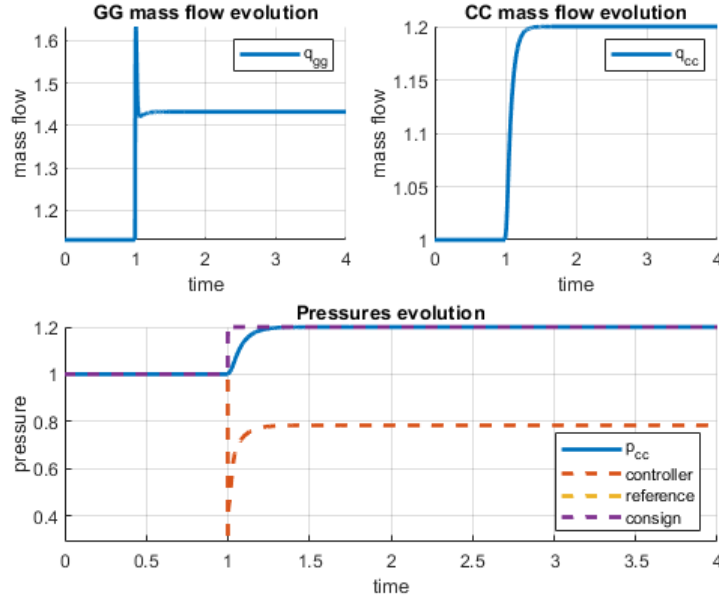 GG mass flow evolution
1.6
1.5
1.4
1.3
1.2
mass flow
q_gg
0 1 2 3 4
time
CC mass flow evolution
1.2
1.15
1.1
1.05
1
mass flow
q_cc
0 1 2 3 4
time
Pressures evolution
1.2
1
0.8
0.6
0.4
pressure
p_cc
controller
reference
consign
0 0.5 1 1.5 2 2.5 3 3.5 4
time